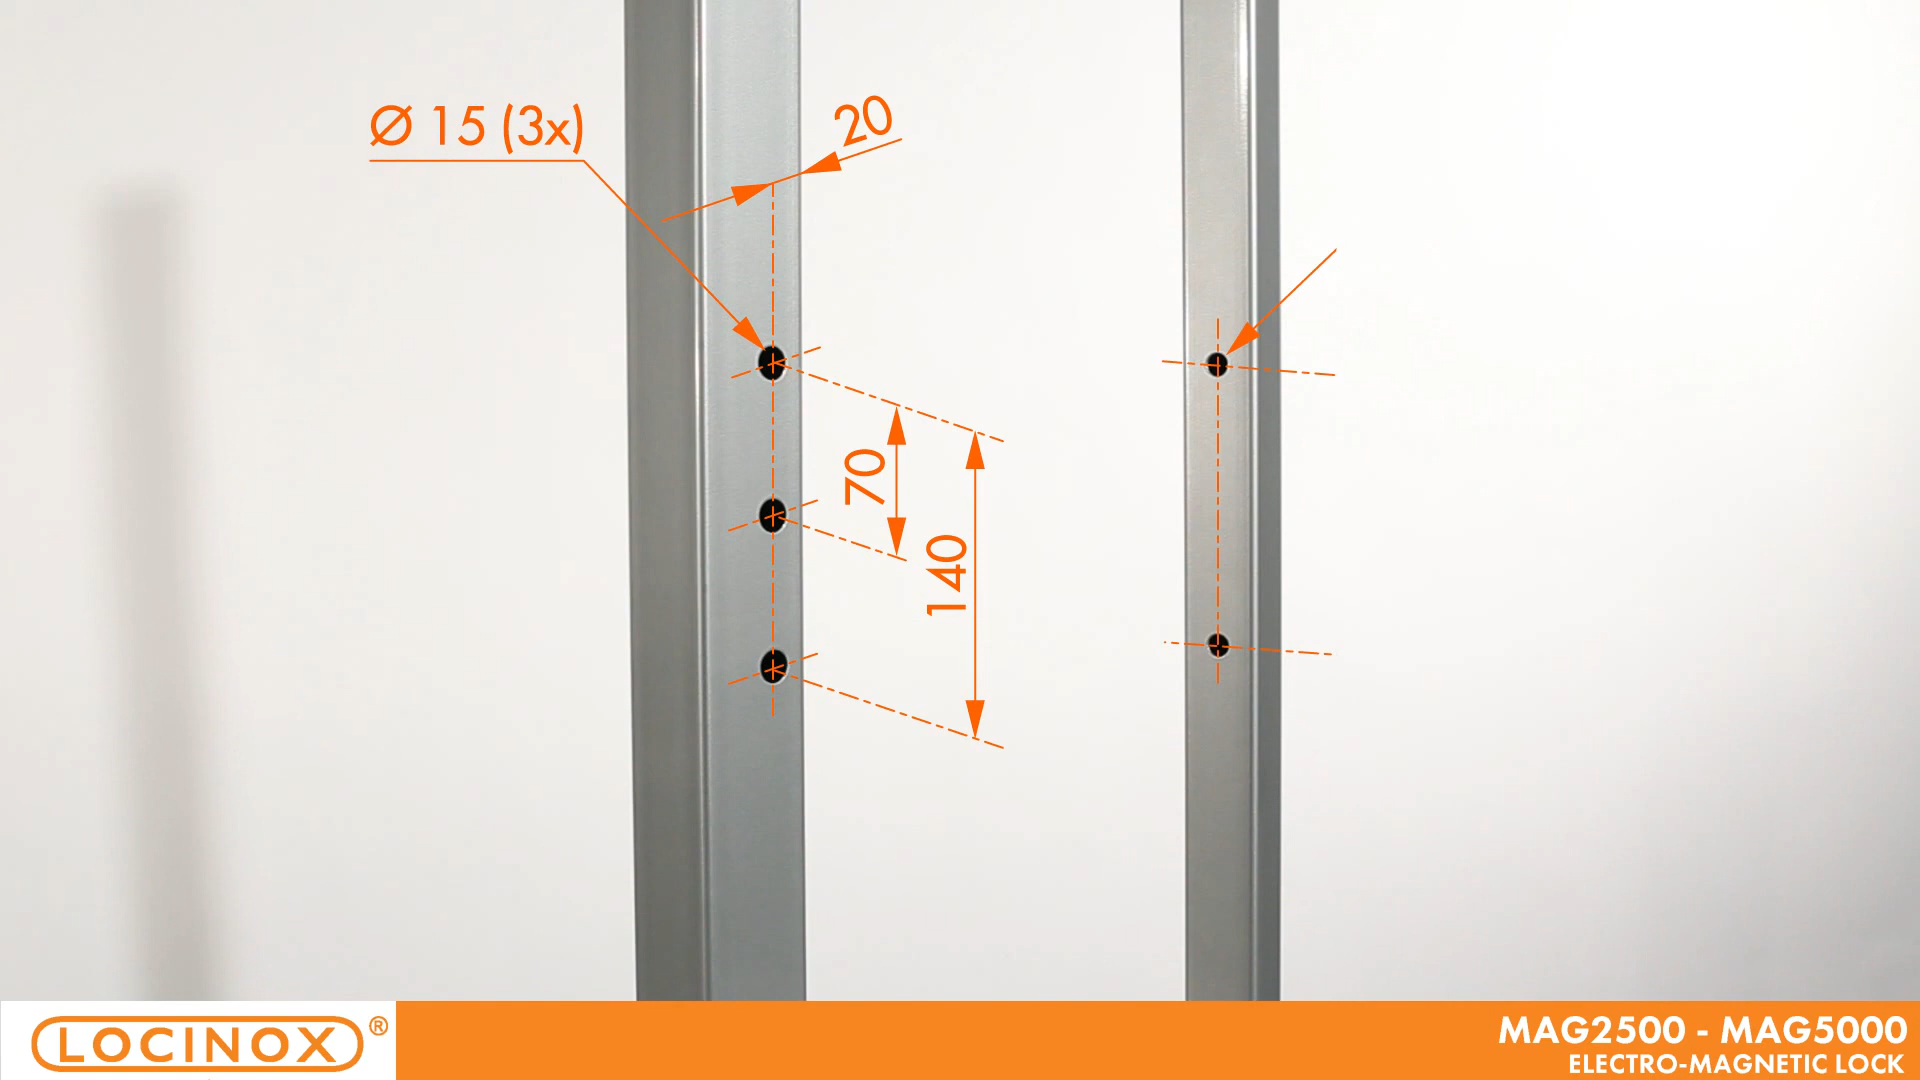 Ø 15 (3x)
20
70
140
LOCINOX®
MAG2500 - MAG5000
ELECTRO-MAGNETIC LOCK